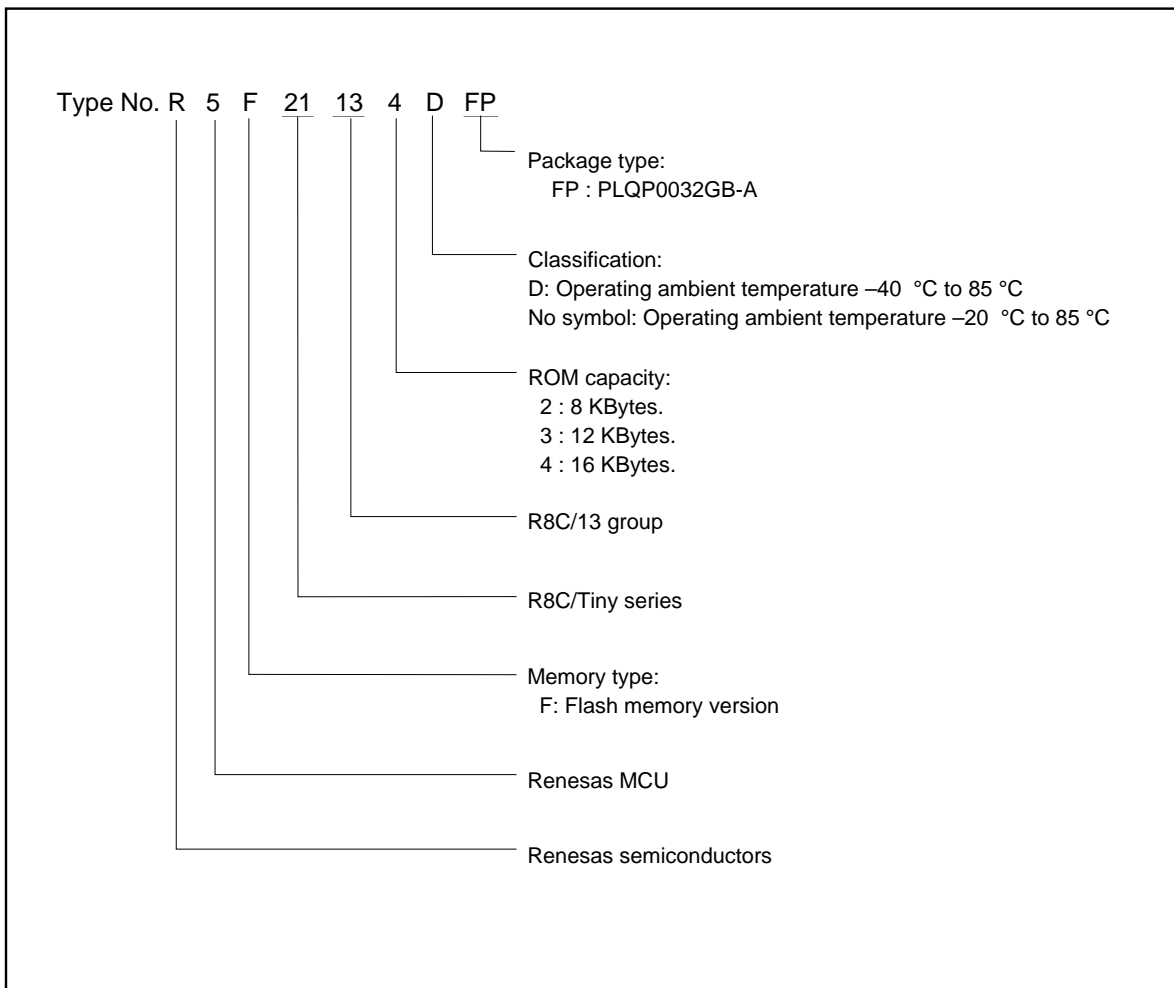 Type No. R 5 F 21 13 4 D FP
Package type:
FP : PLQP0032GB-A
Classification:
D: Operating ambient temperature –40 °C to 85 °C
No symbol: Operating ambient temperature –20 °C to 85 °C
ROM capacity:
2 : 8 KBytes.
3 : 12 KBytes.
4 : 16 KBytes.
R8C/13 group
R8C/Tiny series
Memory type:
F: Flash memory version
Renesas MCU
Renesas semiconductors